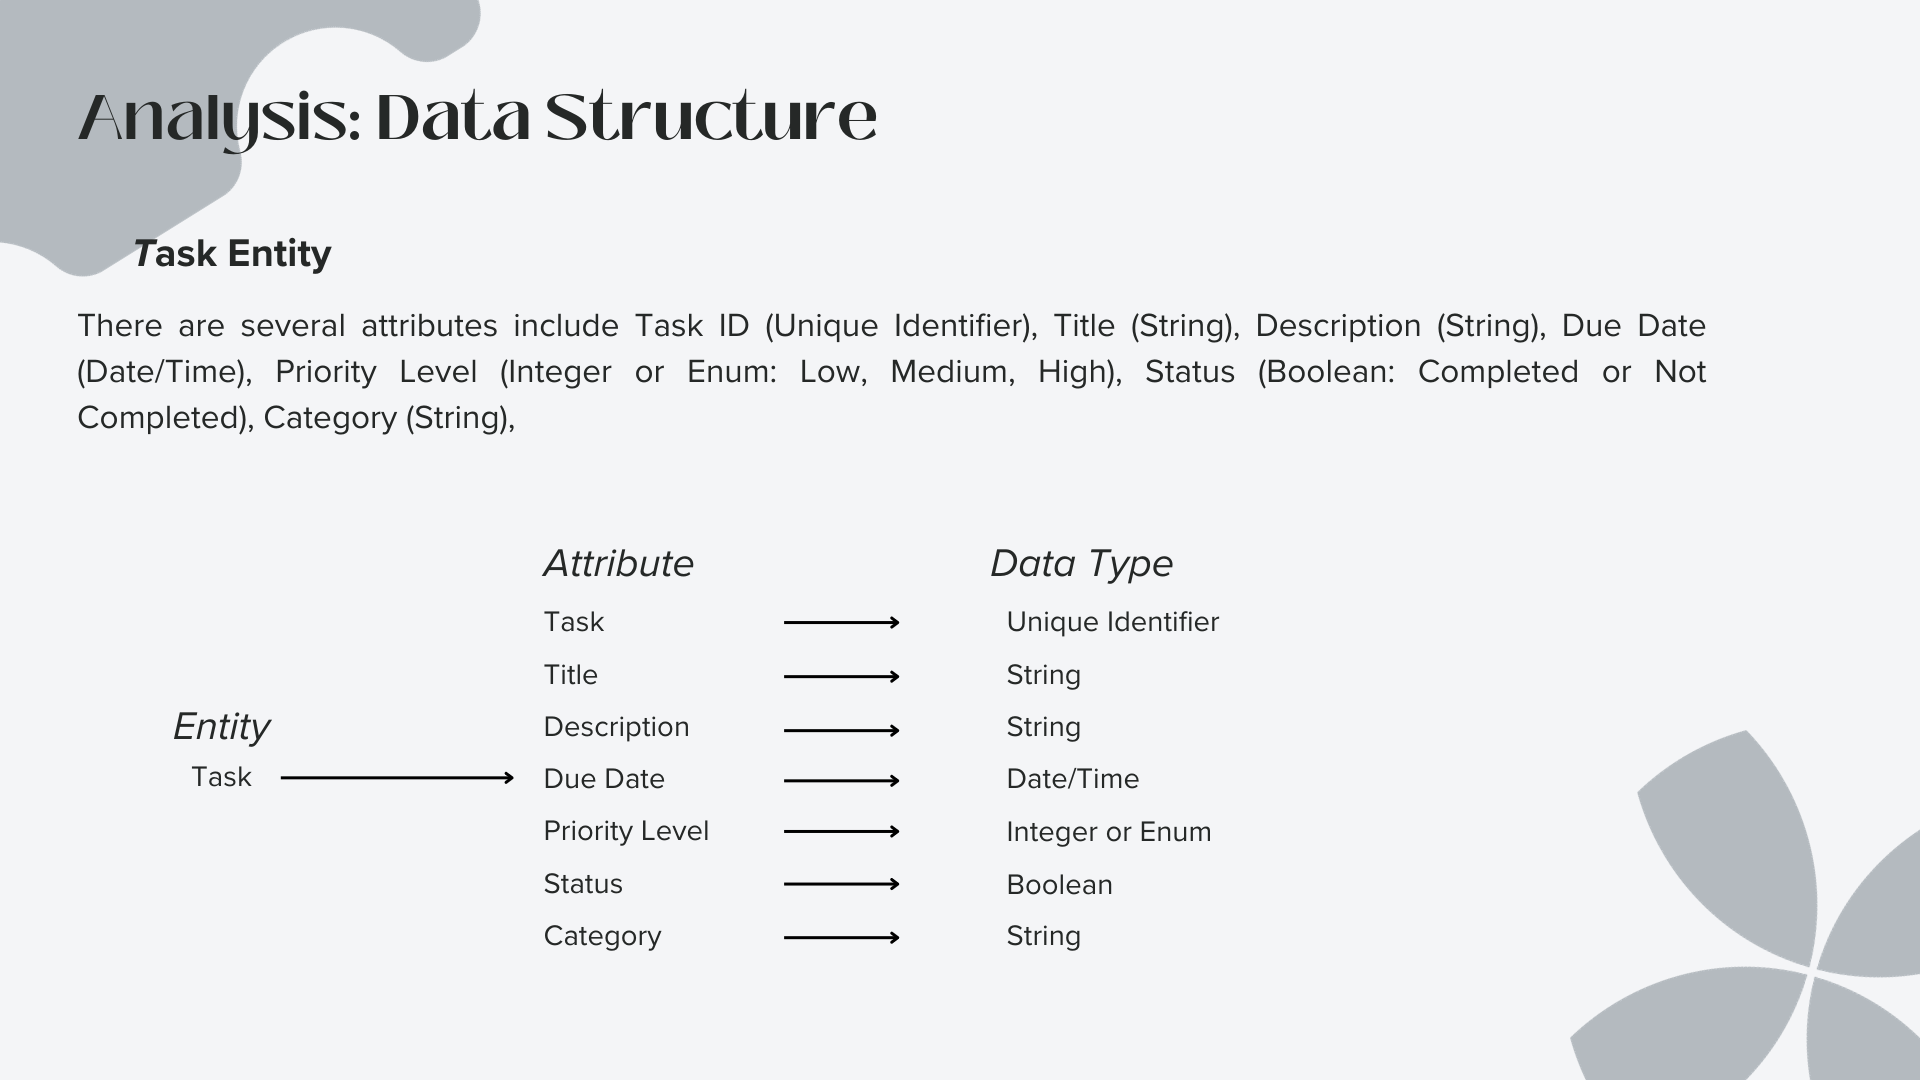 Analysis: Data Structure
Task Entity
There are several attributes include Task ID (Unique Identifier), Title (String), Description (String), Due Date
(Date/Time), Priority Level (Integer or Enum: Low, Medium, High), Status (Boolean: Completed or Not
Completed), Category (String),
Attribute Data Type
Task Unique Identifier
Title String
Description String
Entity
Task Due Date Date/Time
Priority Level Integer or Enum
Status Boolean
Category String